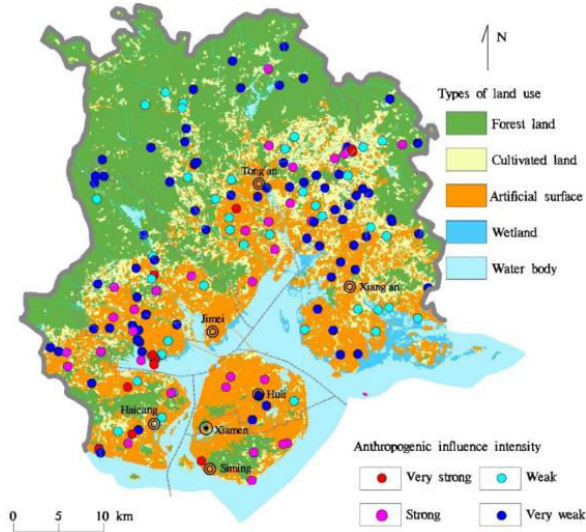 N
Types of land use
Forest land
Cultivated land
Artificial surface
Wetland
Water body
Tong an
Xiang an
Jimei
Huli
Haicang
Xiamen
Siming
Anthropogenic influence intensity
Very strong
Weak
Strong
Very weak
0 5 10 km